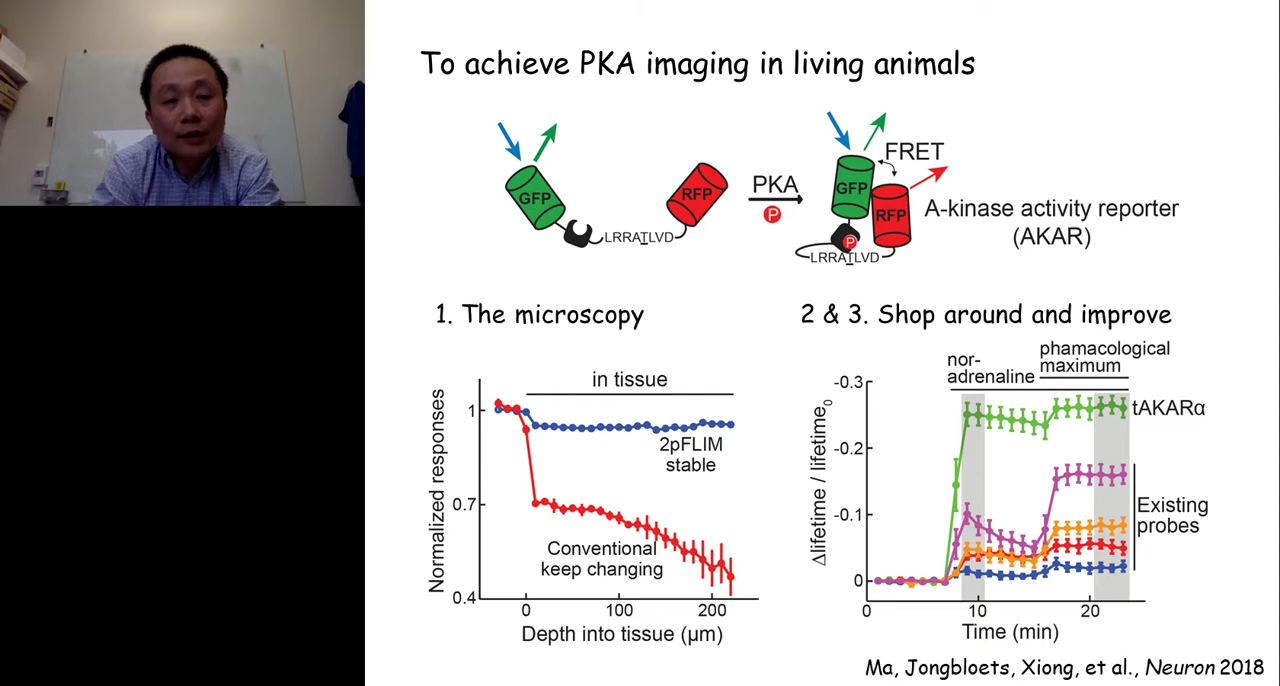 To achieve PKA imaging in living animals
GFP
LRRATLVD
RFP
PKA
P
FRET
GFP
RFP
P
LRRATLVD
A-kinase activity reporter
(AKAR)
1. The microscopy
in tissue
Normalized responses
1
0.7
0.4
2pFLIM
stable
Conventional
keep changing
0
100
200
Depth into tissue (μm)
2 & 3. Shop around and improve
nor-
adrenaline
phamacological
maximum
Δlifetime / lifetime₀
-0.3
-0.2
-0.1
0
tAKARα
Existing
probes
0
10
20
Time (min)
Ma, Jongbloets, Xiong, et al., Neuron 2018